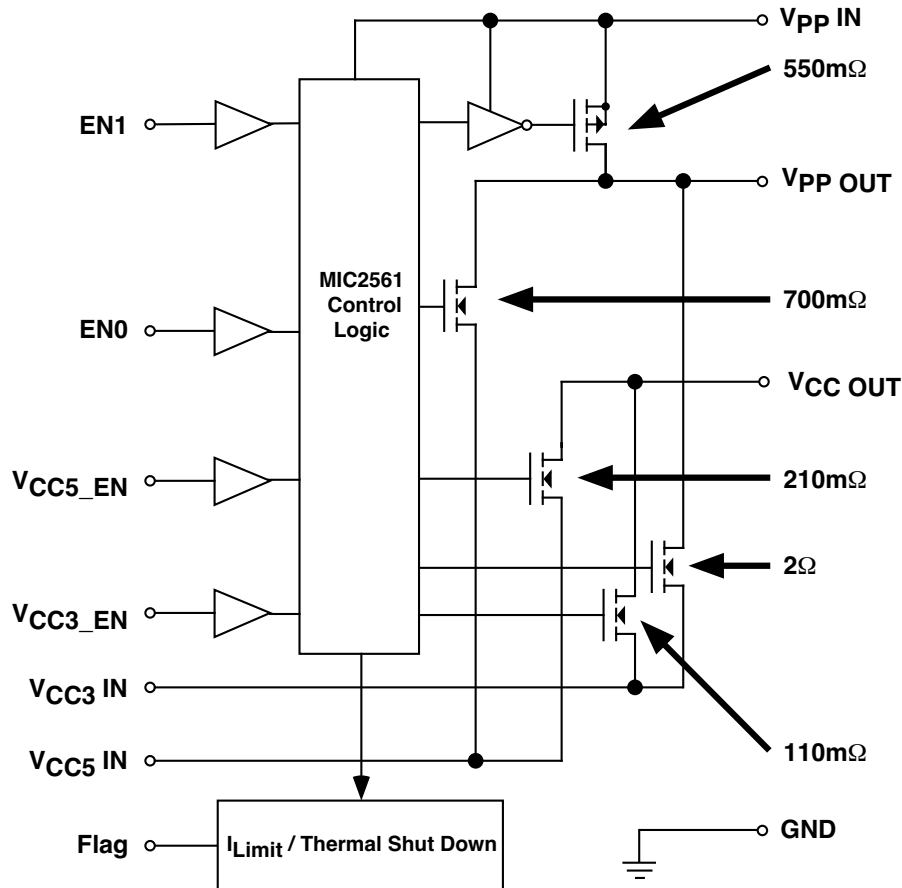 VPP IN
550mΩ
EN1
VPP OUT
MIC2561
Control
Logic
700mΩ
EN0
VCC OUT
VCC5_EN
210mΩ
2Ω
VCC3_EN
VCC3 IN
110mΩ
VCC5 IN
Flag
ILimit / Thermal Shut Down
GND